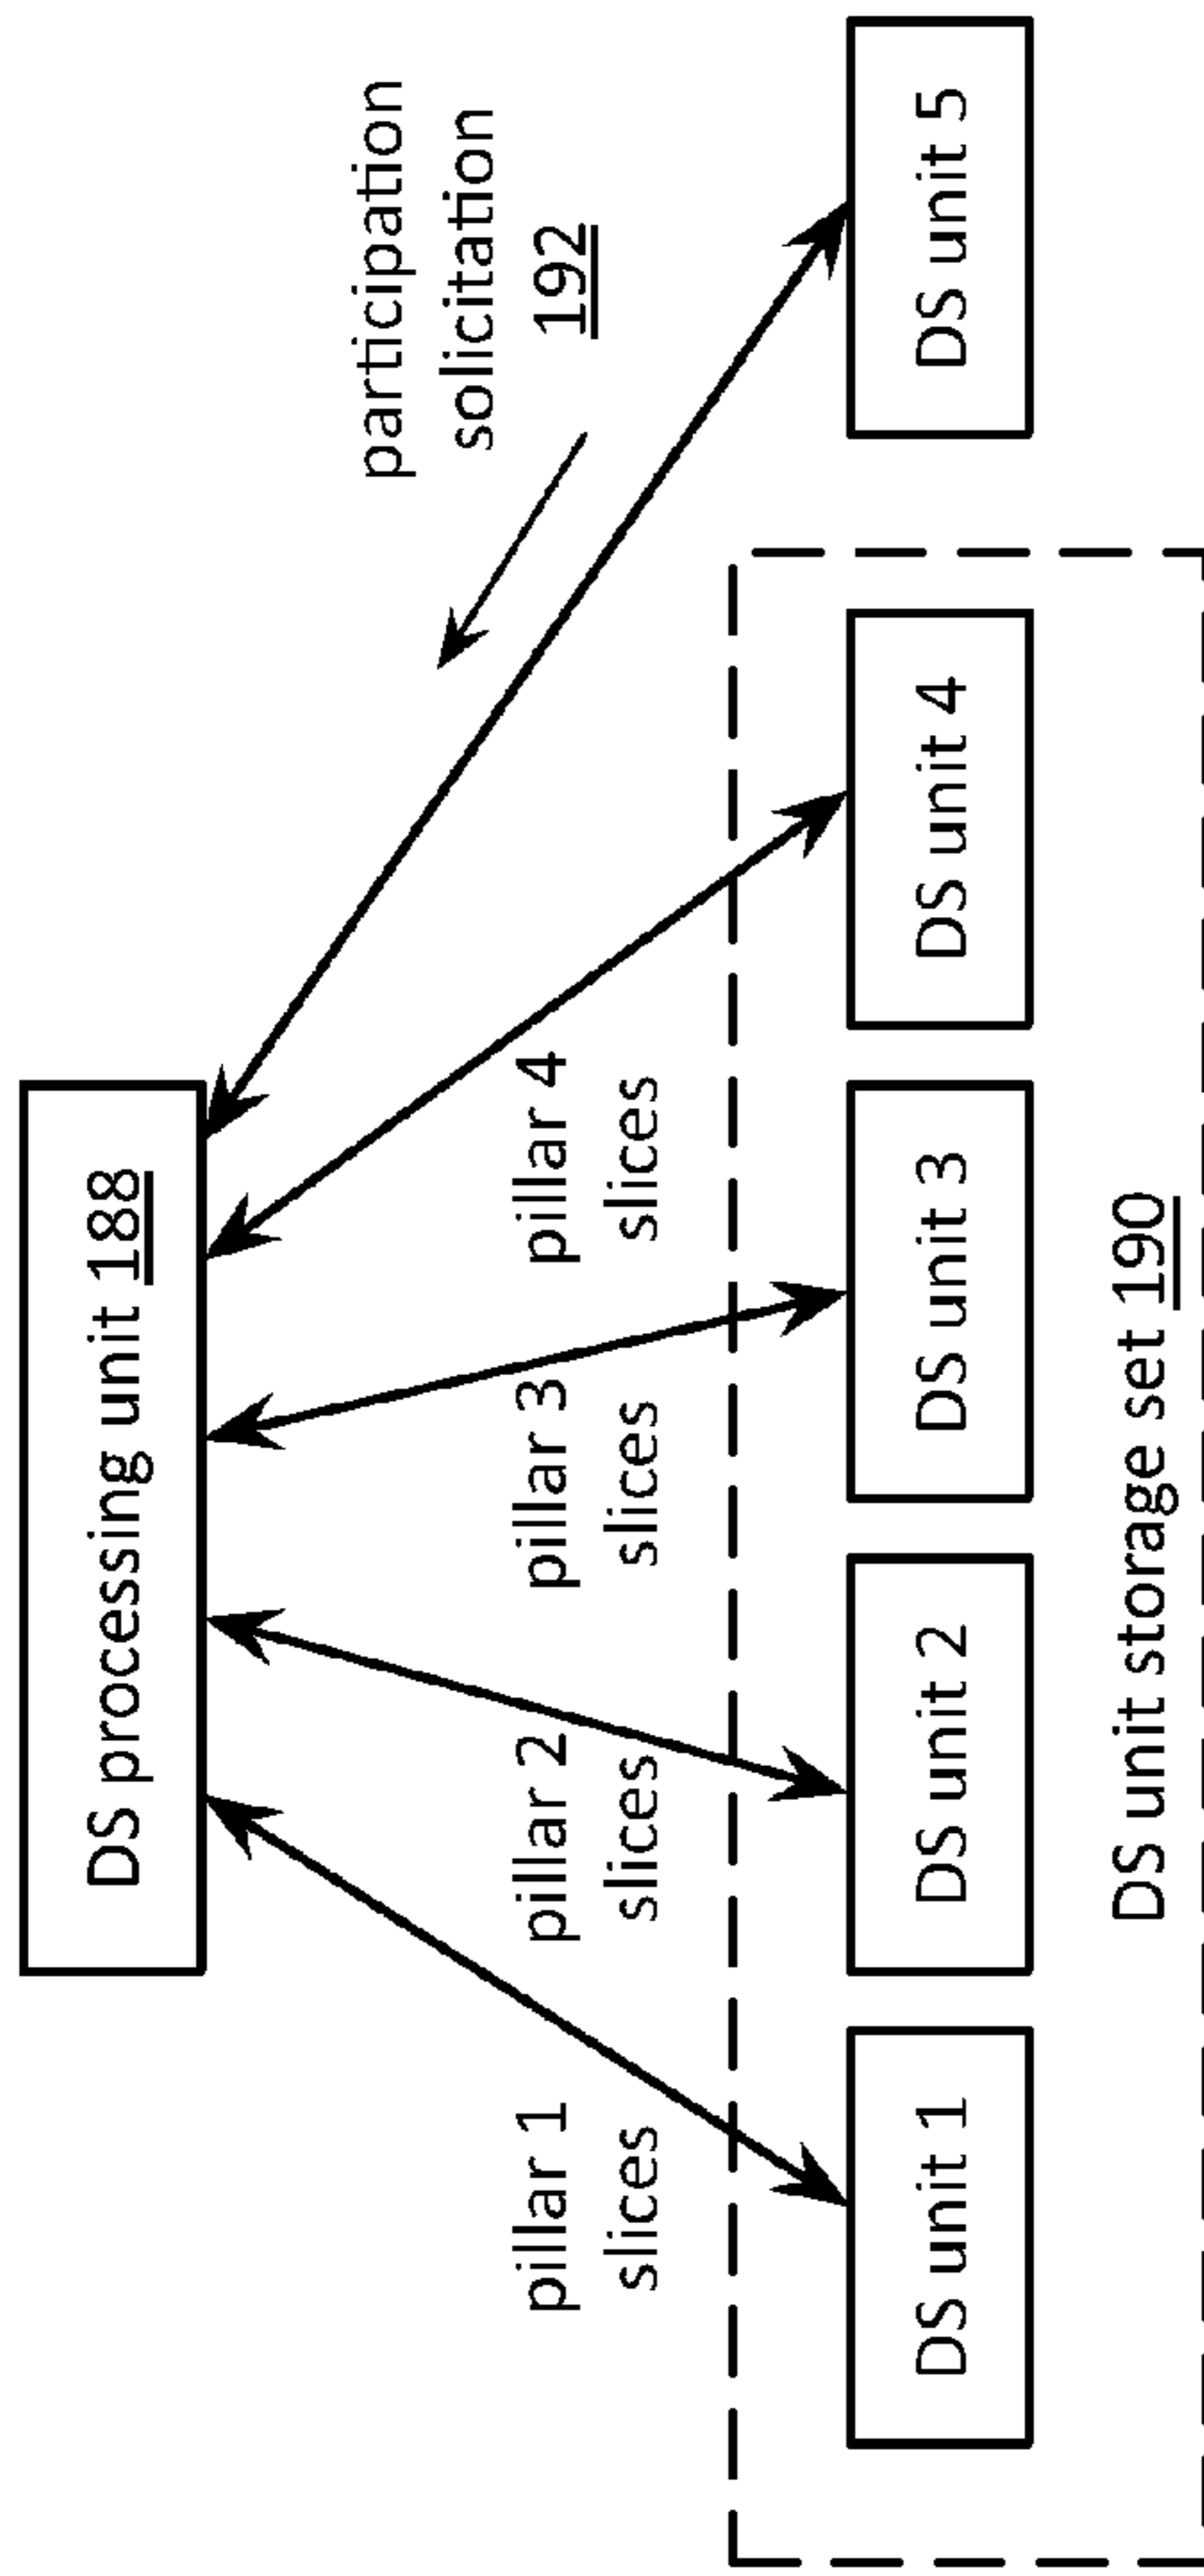 DS processing unit 188
participation
solicitation
192
pillar 1
slices
pillar 2
slices
pillar 3
slices
pillar 4
slices
DS unit 1
DS unit 2
DS unit 3
DS unit 4
DS unit 5
DS unit storage set 190